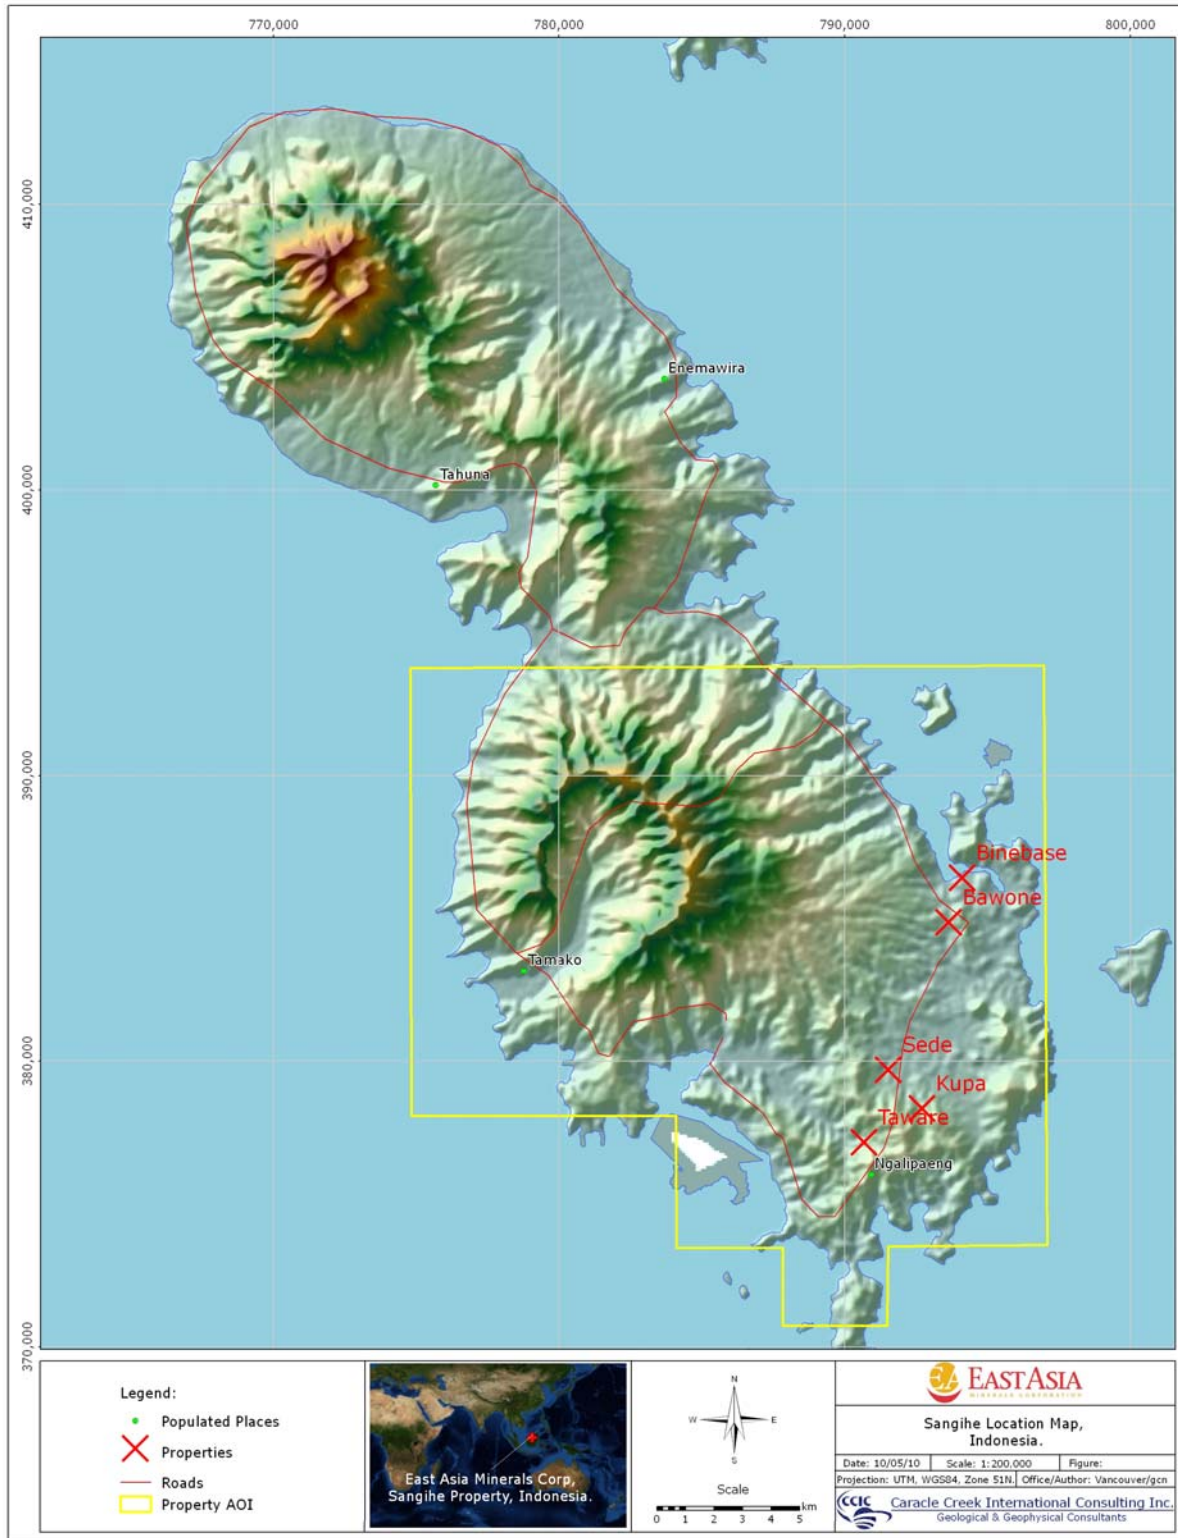 770,000
780,000
790,000
800,000
410,000
400,000
390,000
380,000
370,000
Enemawira
Tahuna
Binebase
Bawone
Tamako
Sede
Kupa
Taware
Ngalipaeng
Legend:
Populated Places
Properties
Roads
Property AOI
East Asia Minerals Corp,
Sangihe Property, Indonesia.
N
W E
S
Scale
km
0 1 2 3 4 5
EA EASTASIA
MINERALS CORPORATION
Sangihe Location Map,
Indonesia.
Date: 10/05/10 Scale: 1:200,000 Figure:
Projection: UTM, WGS84, Zone 51N. Office/Author: Vancouver/gcn
CCIC Caracle Creek International Consulting Inc.
Geological & Geophysical Consultants